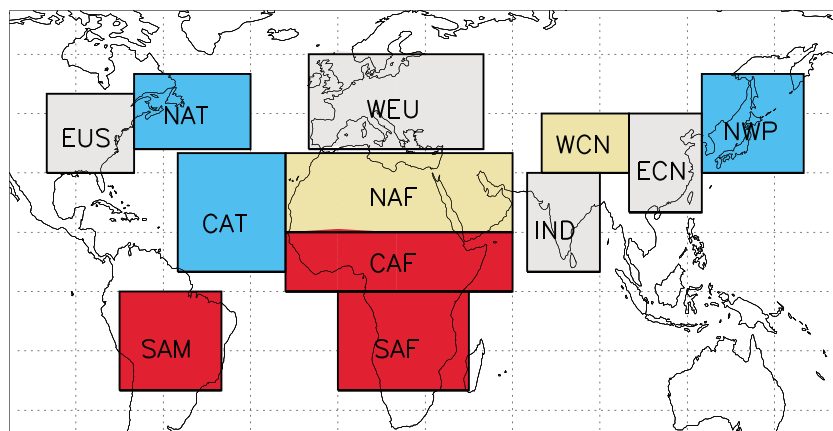 EUS
NAT
WEU
WCN
NWP
ECN
NAF
CAT
IND
CAF
SAM
SAF